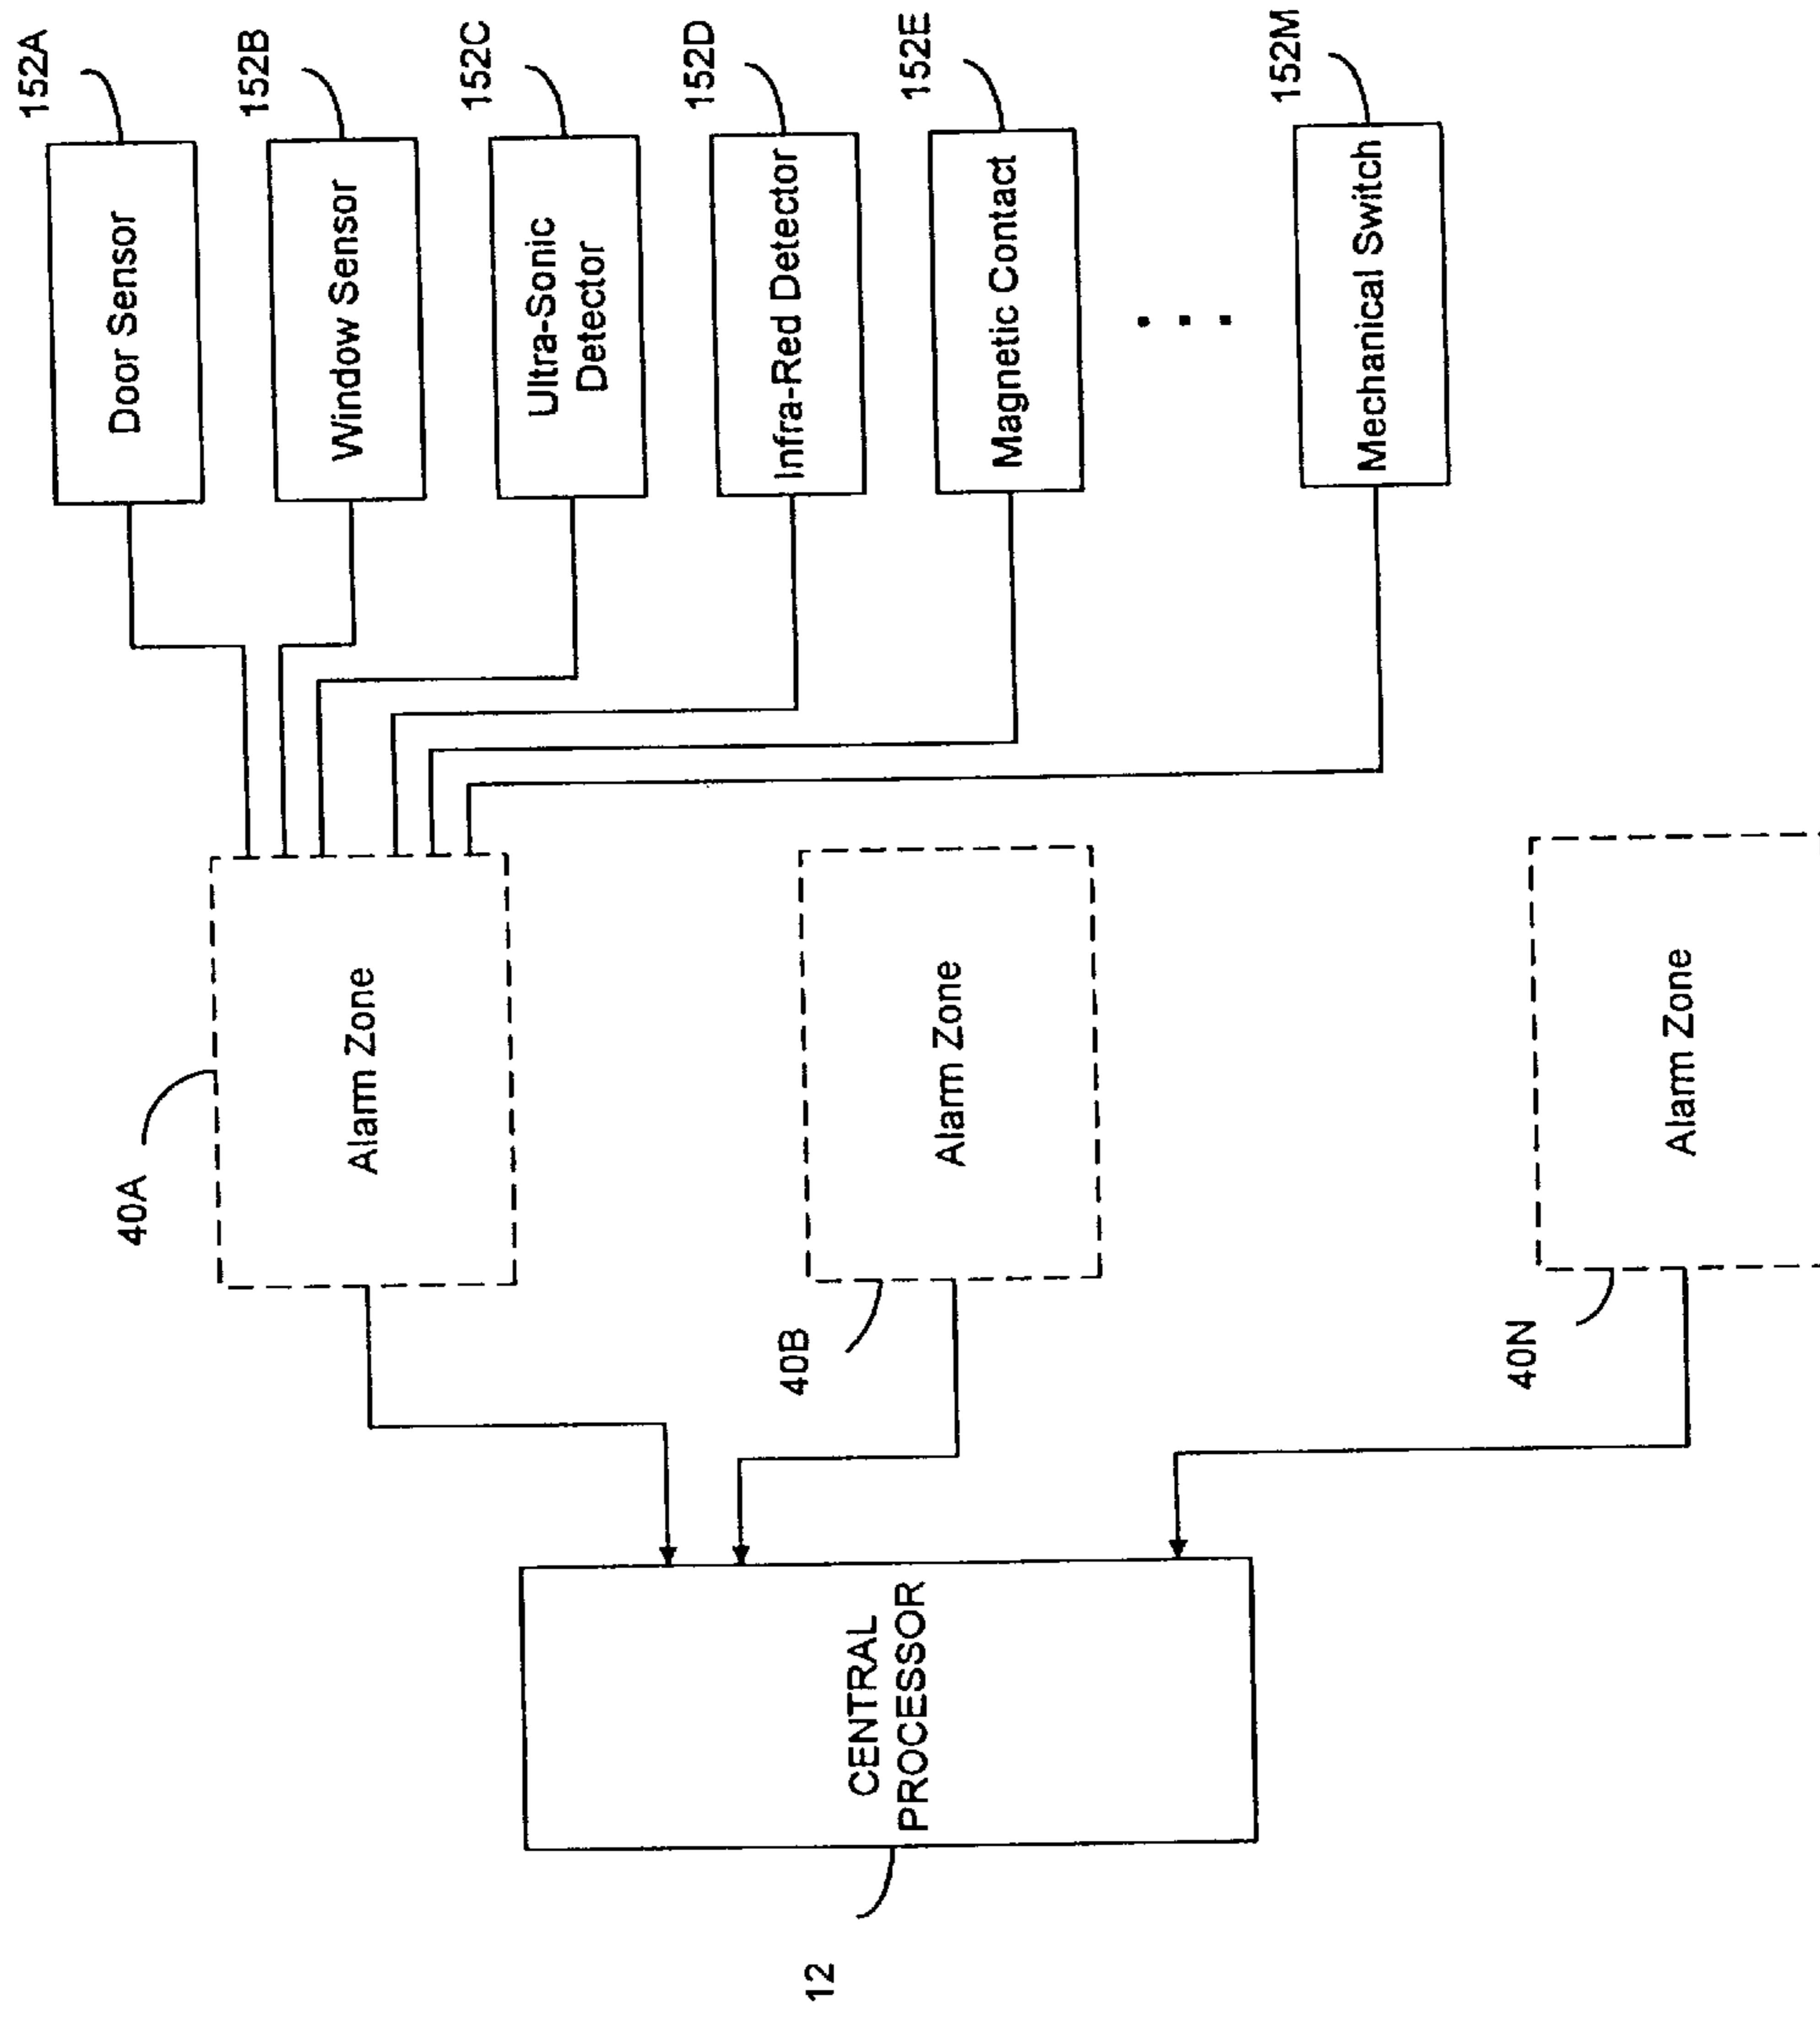 152A
Door Sensor
152B
Window Sensor
152C
Ultra-Sonic
Detector
152D
Infra-Red Detector
152E
Magnetic Contact
152M
Mechanical Switch
40A
Alarm Zone
40B
Alarm Zone
40N
Alarm Zone
CENTRAL
PROCESSOR
12